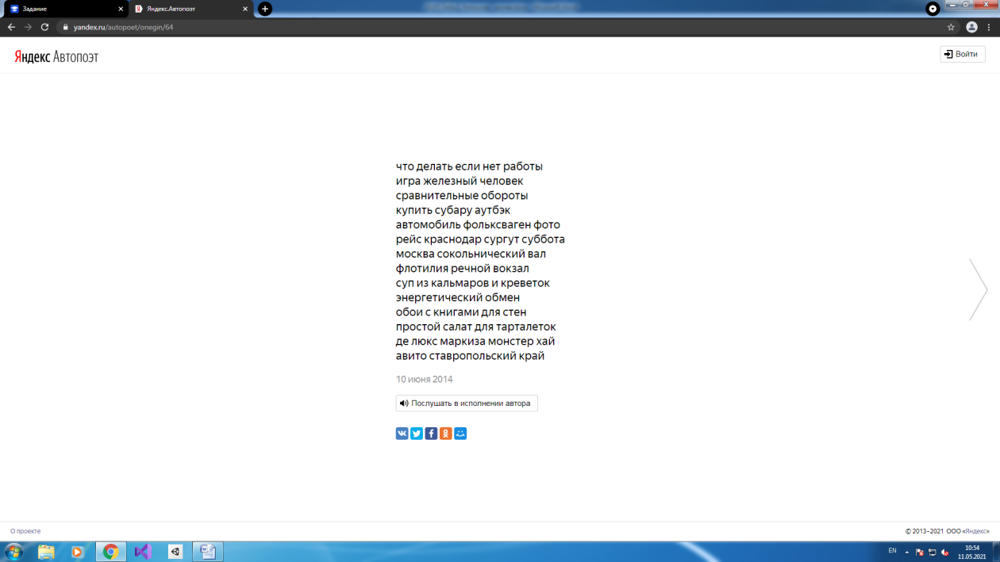 Задание
Яндекс.Автопоэт
yandex.ru/autopoet/onegin/64
Яндекс Автопоэт
Войти
что делать если нет работы
игра железный человек
сравнительные обороты
купить субару аутбэк
автомобиль фольксваген фото
рейс краснодар сургут суббота
москва сокольнический вал
флотилия речной вокзал
суп из кальмаров и креветок
энергетический обмен
обои с книгами для стен
простой салат для тарталеток
де люкс маркиза монстер хай
авито ставропольский край
10 июня 2014
Послушать в исполнении автора
О проекте
© 2013–2021 ООО «Яндекс»
EN
10:54
11.05.2021